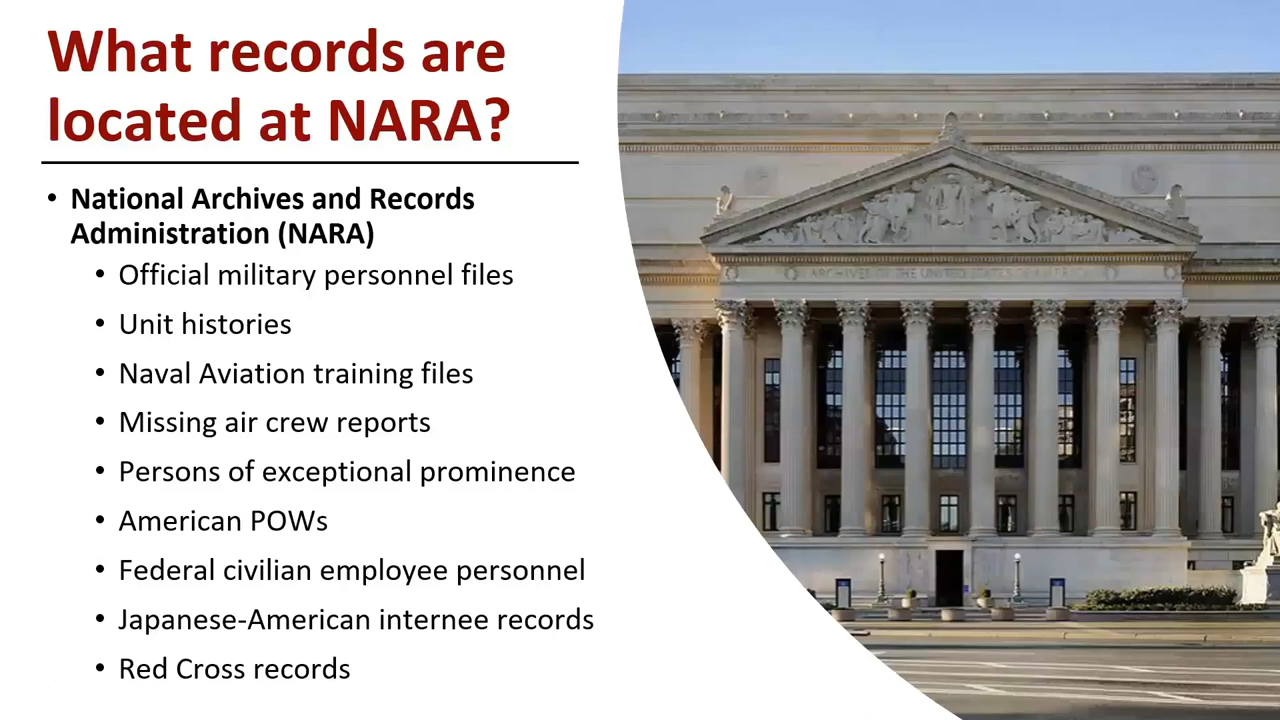 What records are
located at NARA?
• National Archives and Records
Administration (NARA)
• Official military personnel files
• Unit histories
• Naval Aviation training files
• Missing air crew reports
• Persons of exceptional prominence
• American POWs
• Federal civilian employee personnel
• Japanese-American internee records
• Red Cross records
ARCHIVES OF THE UNITED STATES OF AMERICA